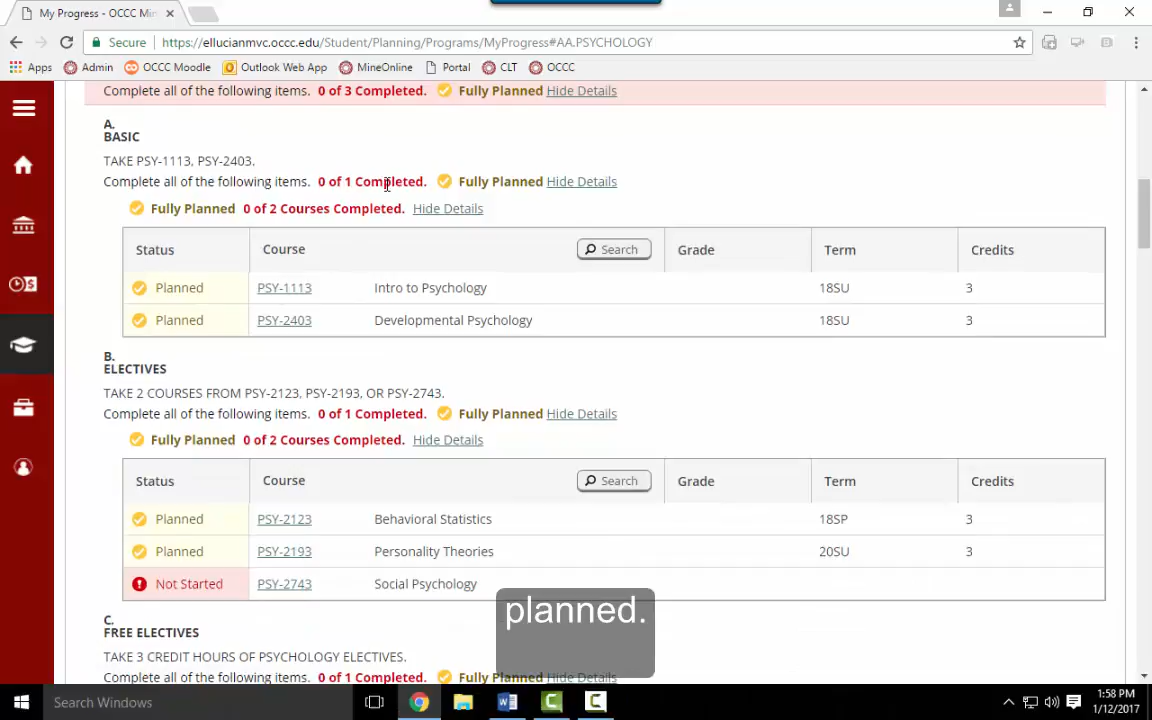 My Progress - OCCC Min
Secure https://ellucianmvc.occc.edu/Student/Planning/Programs/MyProgress#AA.PSYCHOLOGY
Apps Admin OCCC Moodle Outlook Web App MineOnline Portal CLT OCCC
Complete all of the following items. 0 of 3 Completed. Fully Planned Hide Details
A.
BASIC
TAKE PSY-1113, PSY-2403.
Complete all of the following items. 0 of 1 Completed. Fully Planned Hide Details
Fully Planned 0 of 2 Courses Completed. Hide Details
Status Course Search Grade Term Credits
Planned PSY-1113 Intro to Psychology 18SU 3
Planned PSY-2403 Developmental Psychology 18SU 3
B.
ELECTIVES
TAKE 2 COURSES FROM PSY-2123, PSY-2193, OR PSY-2743.
Complete all of the following items. 0 of 1 Completed. Fully Planned Hide Details
Fully Planned 0 of 2 Courses Completed. Hide Details
Status Course Search Grade Term Credits
Planned PSY-2123 Behavioral Statistics 18SP 3
Planned PSY-2193 Personality Theories 20SU 3
Not Started PSY-2743 Social Psychology
planned.
C.
FREE ELECTIVES
TAKE 3 CREDIT HOURS OF PSYCHOLOGY ELECTIVES.
Complete all of the following items. 0 of 1 Completed. Fully Planned Hide Details
Search Windows
1:58 PM
1/12/2017